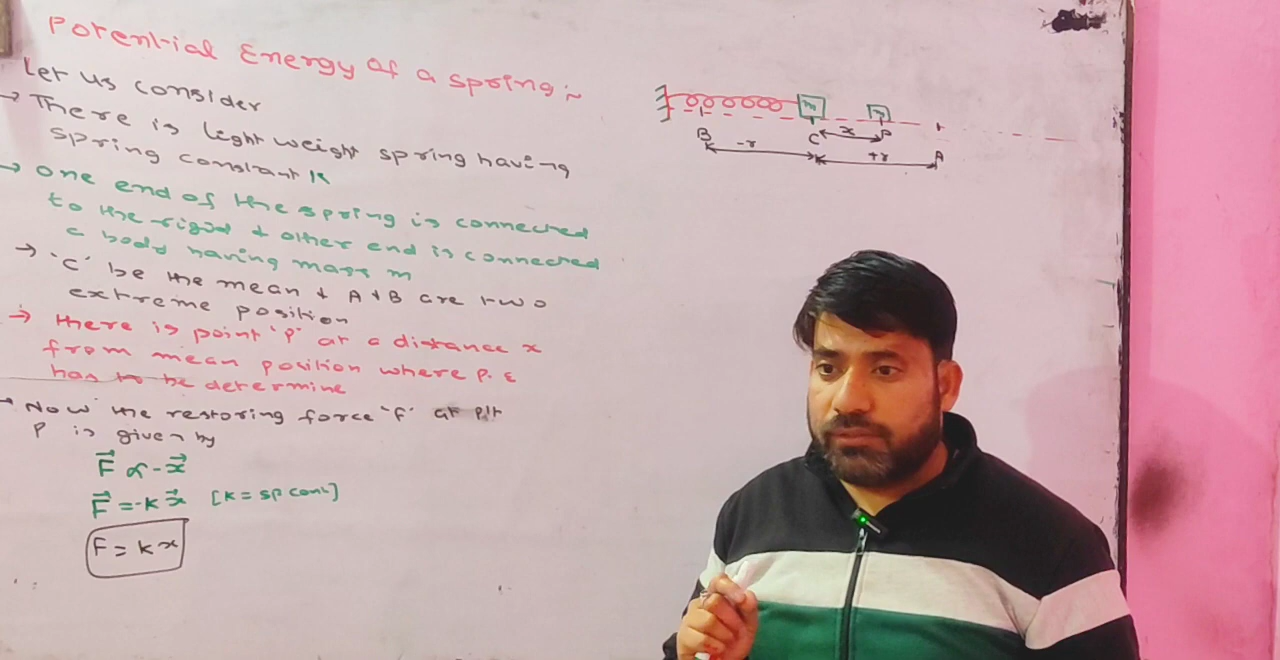 Potential Energy of a spring :~
Let us consider
→ There is light weight spring having
spring constant K
→ one end of the spring is connected
to the rigid & other end is connected
a body having mass m
→ 'C' be the mean & A & B are two
extreme position
→ there is point 'P' at a distance x
from mean position where P.E
has to be determine
→ Now the restoring force 'F' at pt
P is given by
F⃗ ∝ -x⃗
F⃗ = -K x⃗ [K = sp cont]
F = K x
m
B C x P A
-r +r